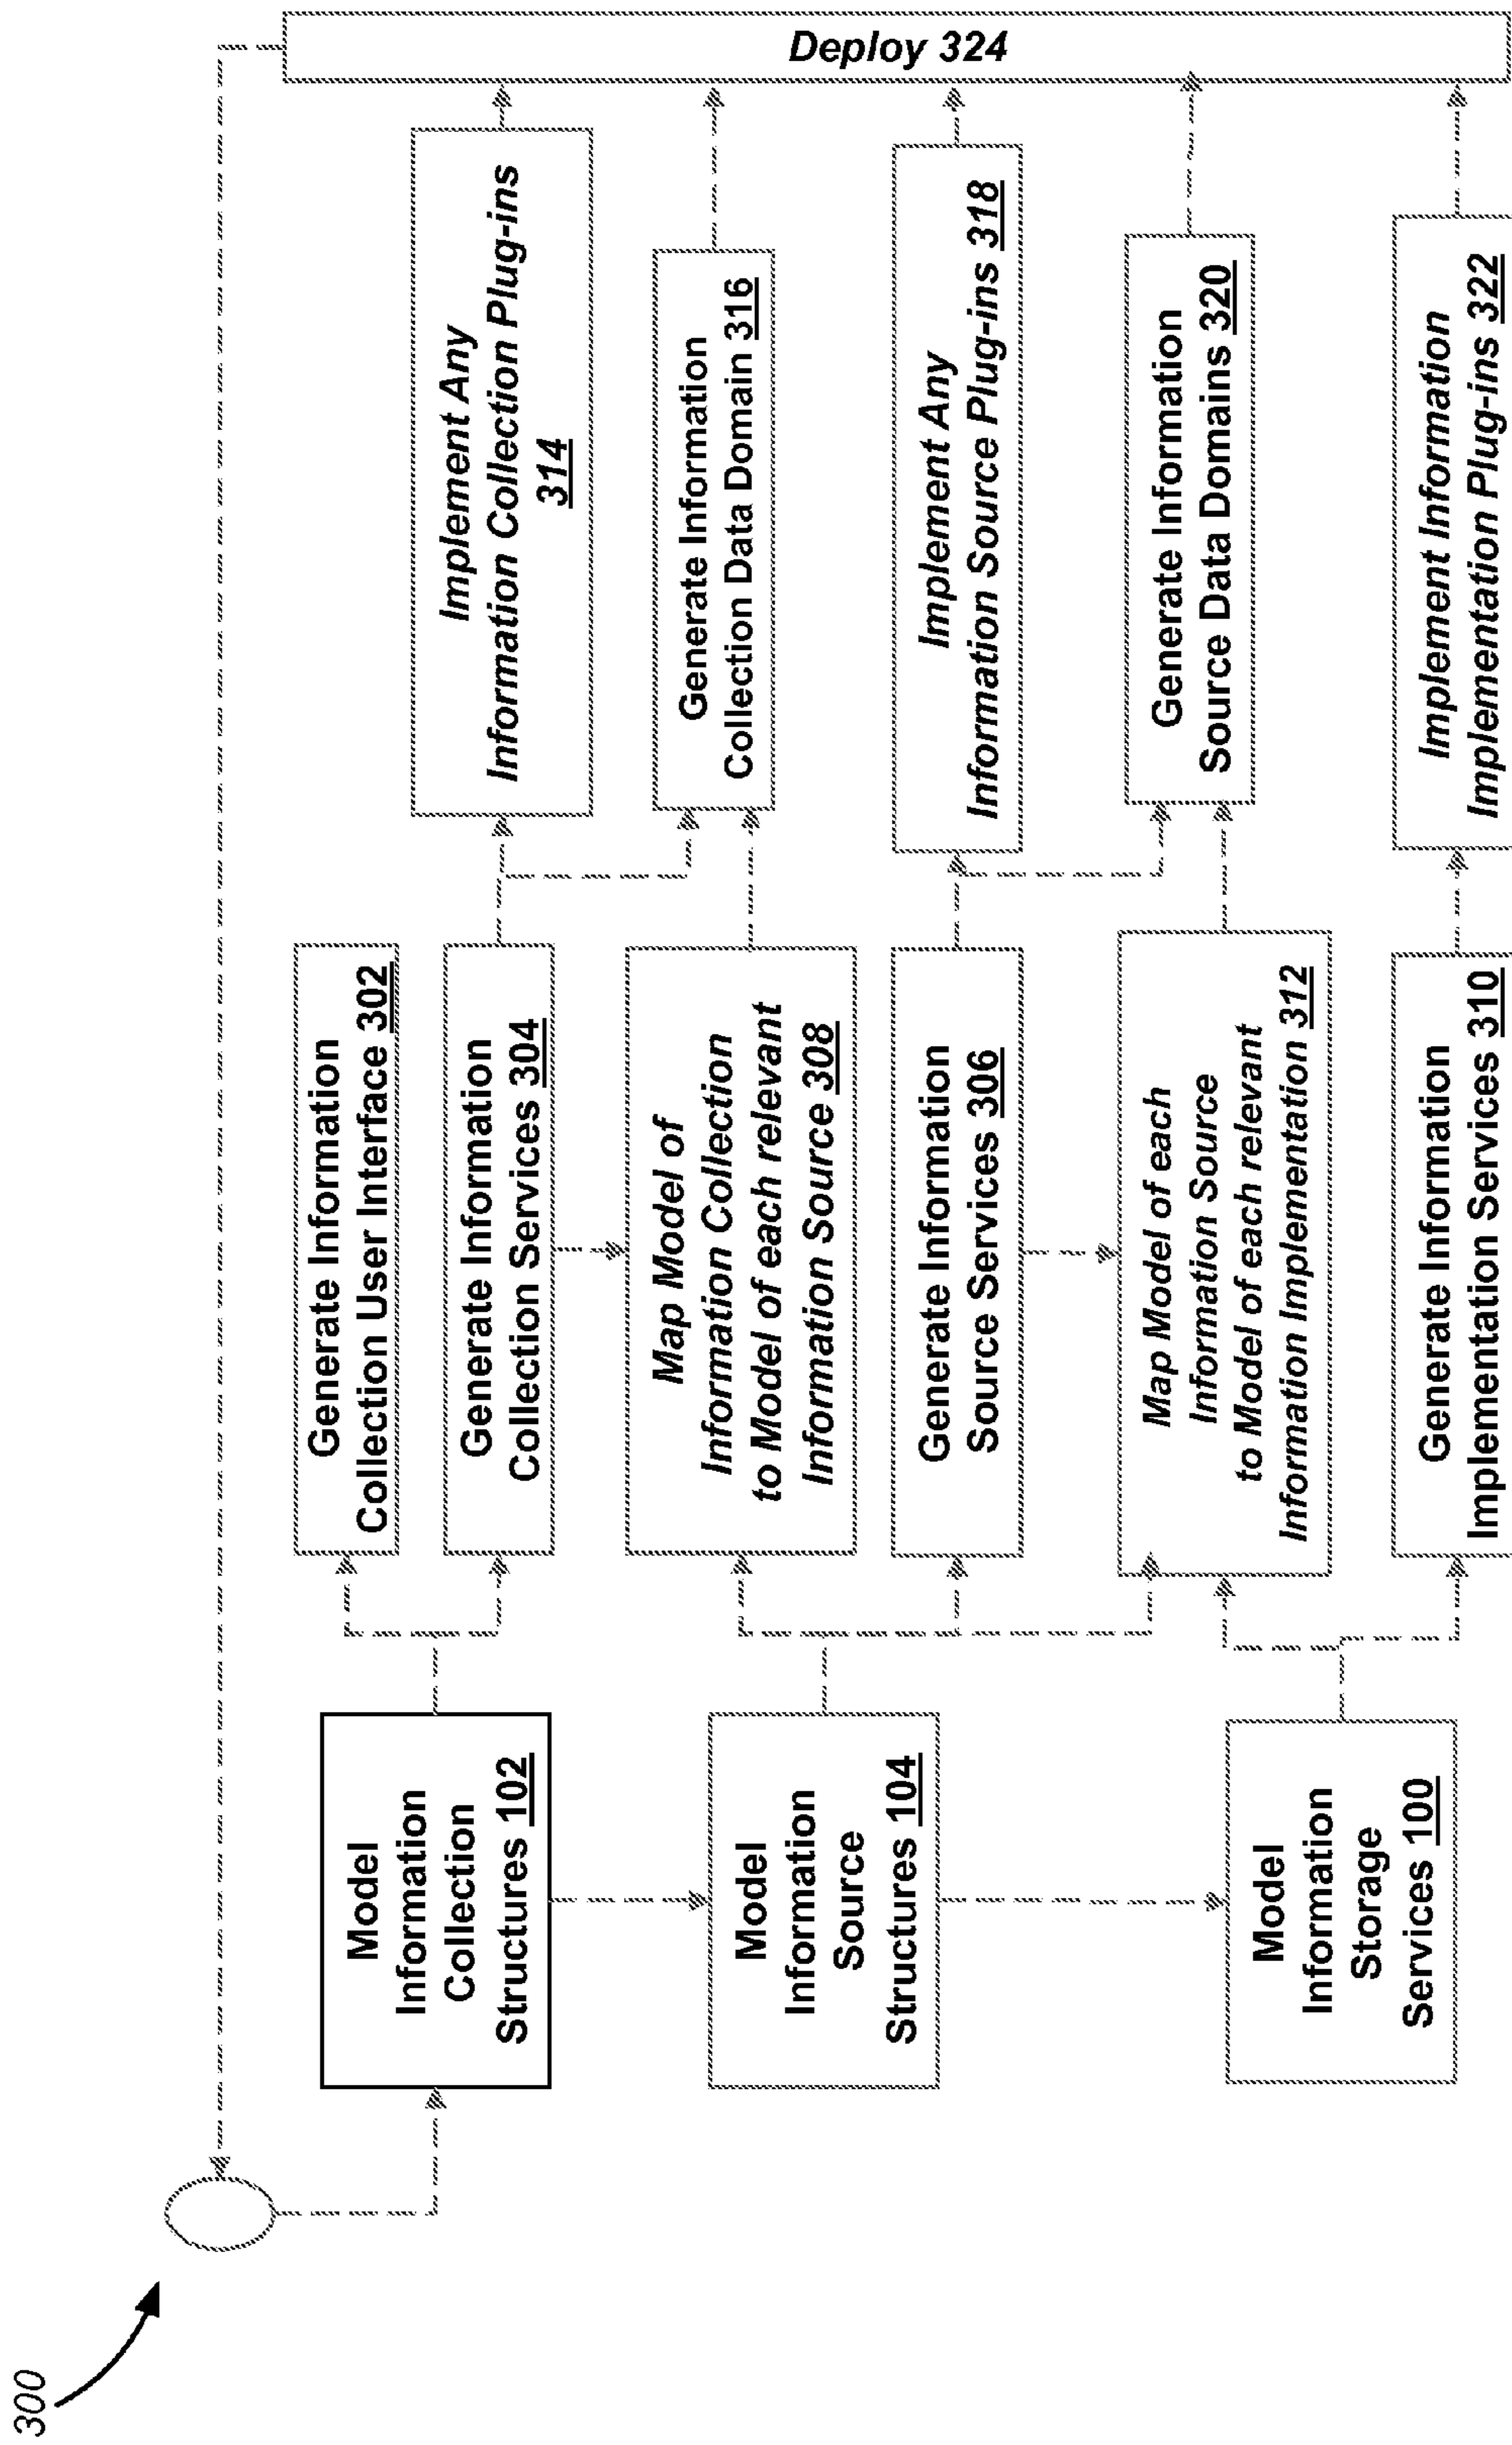 300
Model
Information
Collection
Structures 102
Model
Information
Source
Structures 104
Model
Information
Storage
Services 100
Generate Information
Collection User Interface 302
Generate Information
Collection Services 304
Map Model of
Information Collection
to Model of each relevant
Information Source 308
Generate Information
Source Services 306
Map Model of each
Information Source
to Model of each relevant
Information Implementation 312
Generate Information
Implementation Services 310
Implement Any
Information Collection Plug-ins
314
Generate Information
Collection Data Domain 316
Implement Any
Information Source Plug-ins 318
Generate Information
Source Data Domains 320
Implement Information
Implementation Plug-ins 322
Deploy 324